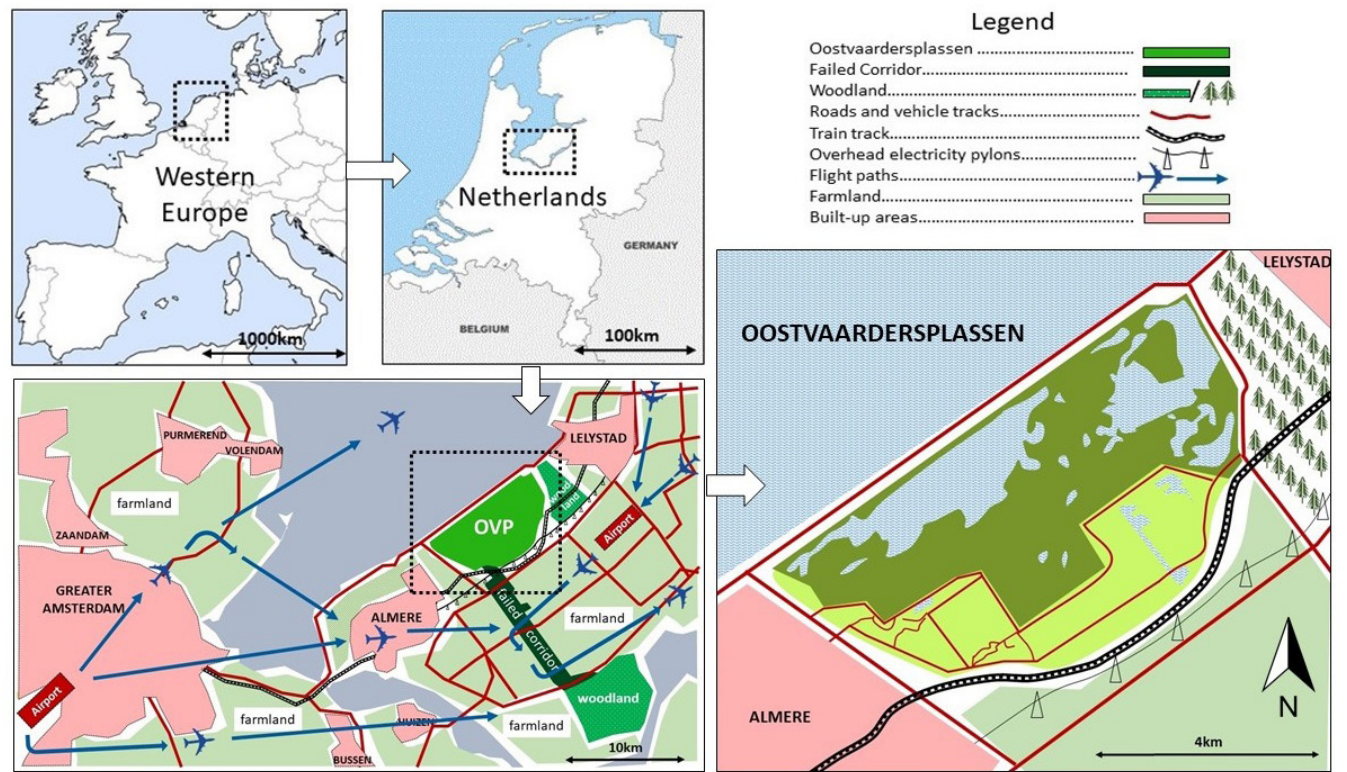 Western
Europe
1000km
Netherlands
GERMANY
BELGIUM
100km
Legend
Oostvaardersplassen
Failed Corridor
Woodland
Roads and vehicle tracks
Train track
Overhead electricity pylons
Flight paths
Farmland
Built-up areas
PURMEREND
VOLENDAM
LELYSTAD
farmland
wood-
land
OVP
Airport
ZAANDAM
GREATER
AMSTERDAM
ALMERE
failed
corridor
farmland
Airport
farmland
HUIZEN
farmland
woodland
BUSSEN
10km
LELYSTAD
OOSTVAARDERSPLASSEN
ALMERE
N
4km